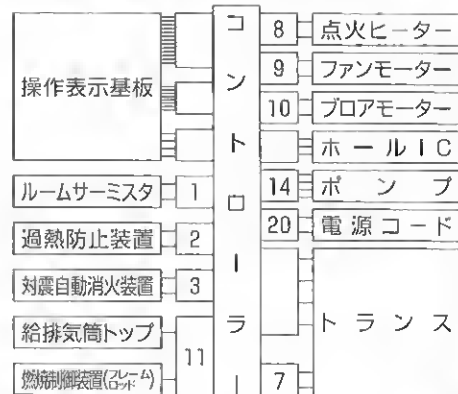 操作表示基板
ルームサーミスタ 1
過熱防止装置 2
対震自動消火装置 3
給排気筒トップ
燃焼制御装置(フレームロッド)
11
コントローラー
8 点火ヒーター
9 ファンモーター
10 ブロアモーター
ホールIC
14 ポンプ
20 電源コード
トランス
7